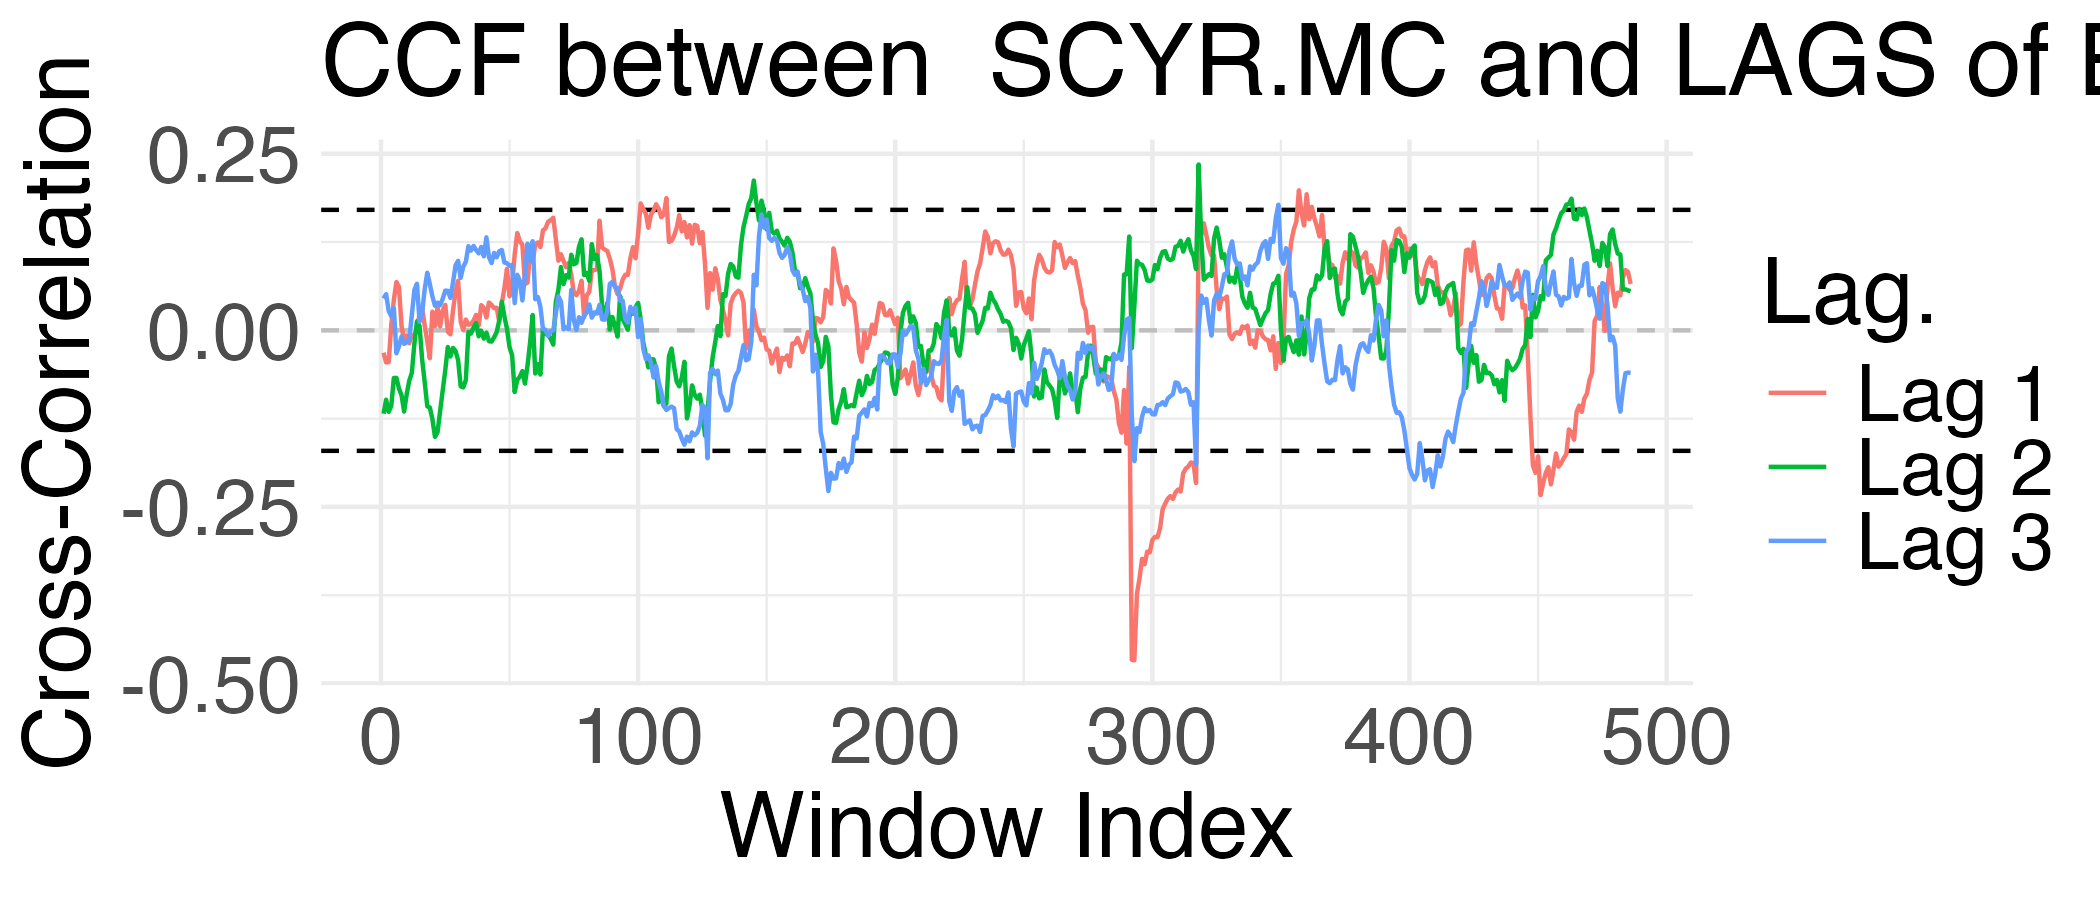 CCF between  SCYR.MC and LAGS of
Cross-Correlation
0.25
0.00
-0.25
-0.50
0
100
200
300
400
500
Window Index
Lag.
Lag 1
Lag 2
Lag 3